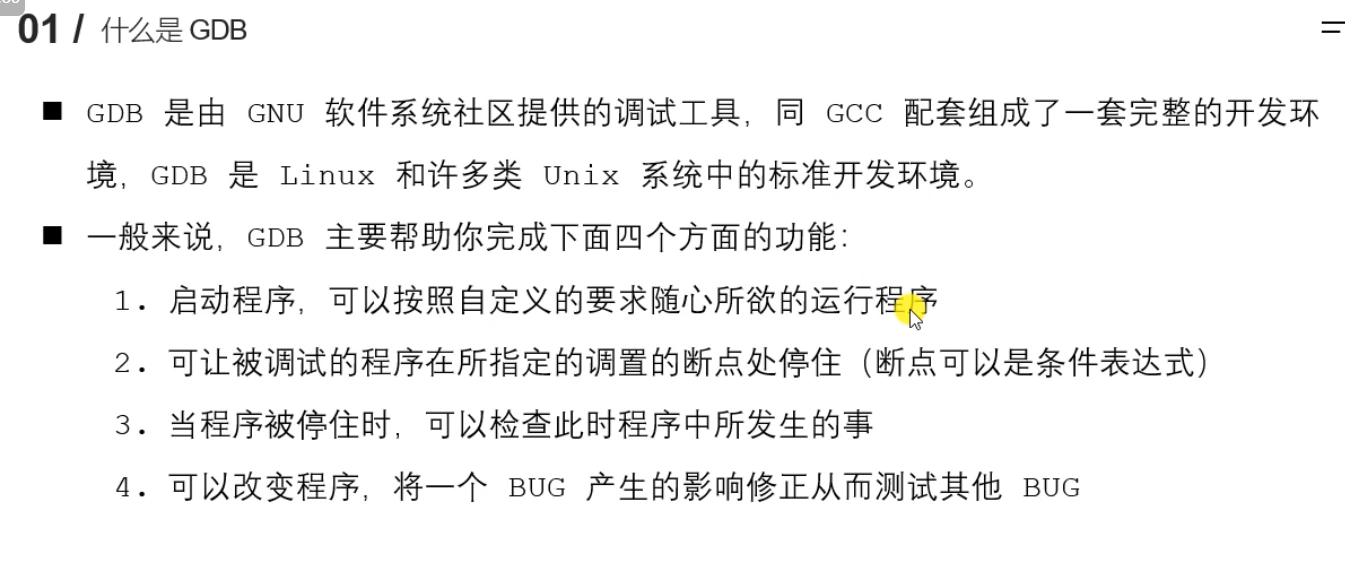 01 / 什么是 GDB
■ GDB 是由 GNU 软件系统社区提供的调试工具，同 GCC 配套组成了一套完整的开发环
境，GDB 是 Linux 和许多类 Unix 系统中的标准开发环境。
■ 一般来说，GDB 主要帮助你完成下面四个方面的功能：
1. 启动程序，可以按照自定义的要求随心所欲的运行程序
2. 可让被调试的程序在所指定的调置的断点处停住（断点可以是条件表达式）
3. 当程序被停住时，可以检查此时程序中所发生的事
4. 可以改变程序，将一个 BUG 产生的影响修正从而测试其他 BUG